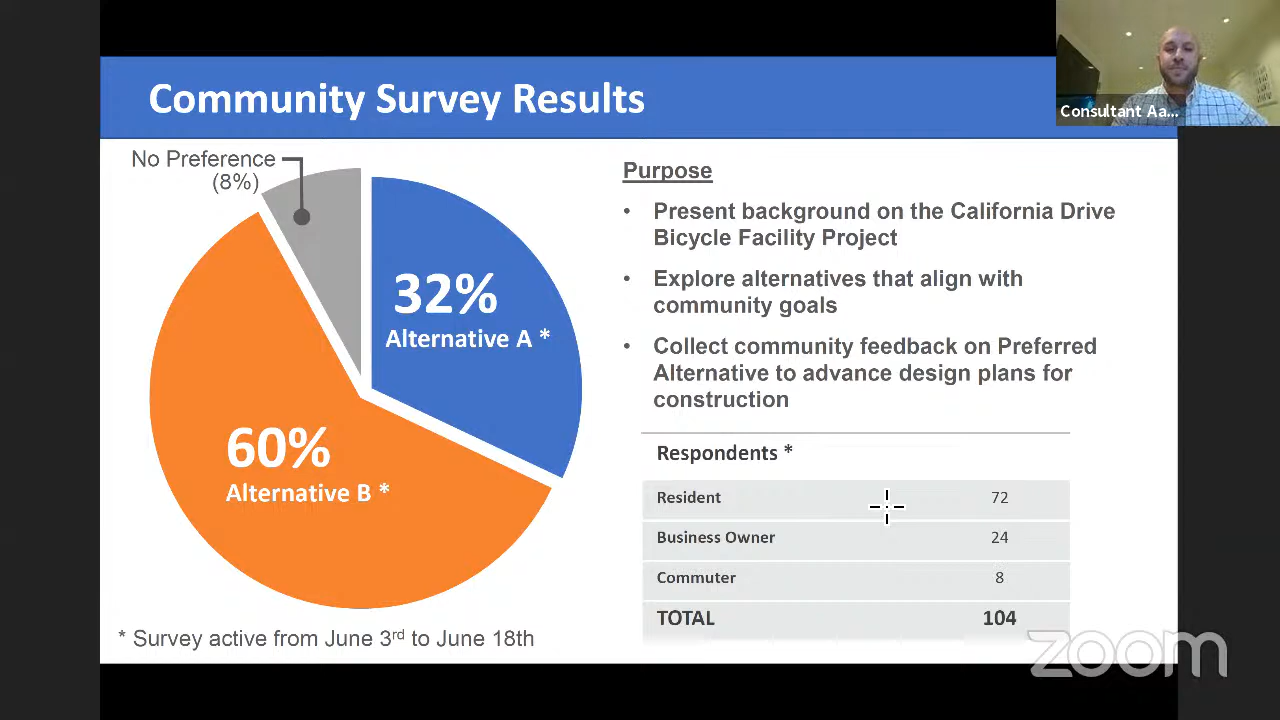 Community Survey Results
Consultant Aa...
No Preference
(8%)
32%
Alternative A *
60%
Alternative B *
* Survey active from June 3rd to June 18th
Purpose
• Present background on the California Drive
Bicycle Facility Project
• Explore alternatives that align with
community goals
• Collect community feedback on Preferred
Alternative to advance design plans for
construction
Respondents *
Resident 72
Business Owner 24
Commuter 8
TOTAL 104
zoom